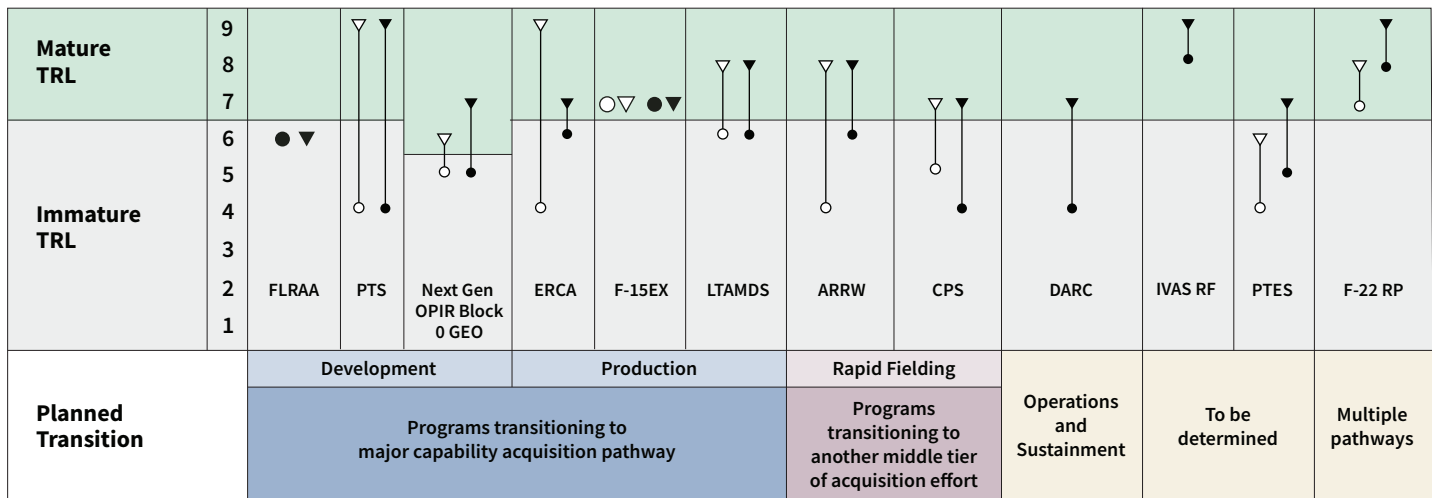 Mature
TRL
9
8
7
Immature
TRL
6
5
4
3
2
1
FLRAA
PTS
Next Gen
OPIR Block
0 GEO
ERCA
F-15EX
LTAMDS
ARRW
CPS
DARC
IVAS RF
PTES
F-22 RP
Planned
Transition
Development
Production
Programs transitioning to
major capability acquisition pathway
Rapid Fielding
Programs
transitioning to
another middle tier
of acquisition effort
Operations
and
Sustainment
To be
determined
Multiple
pathways